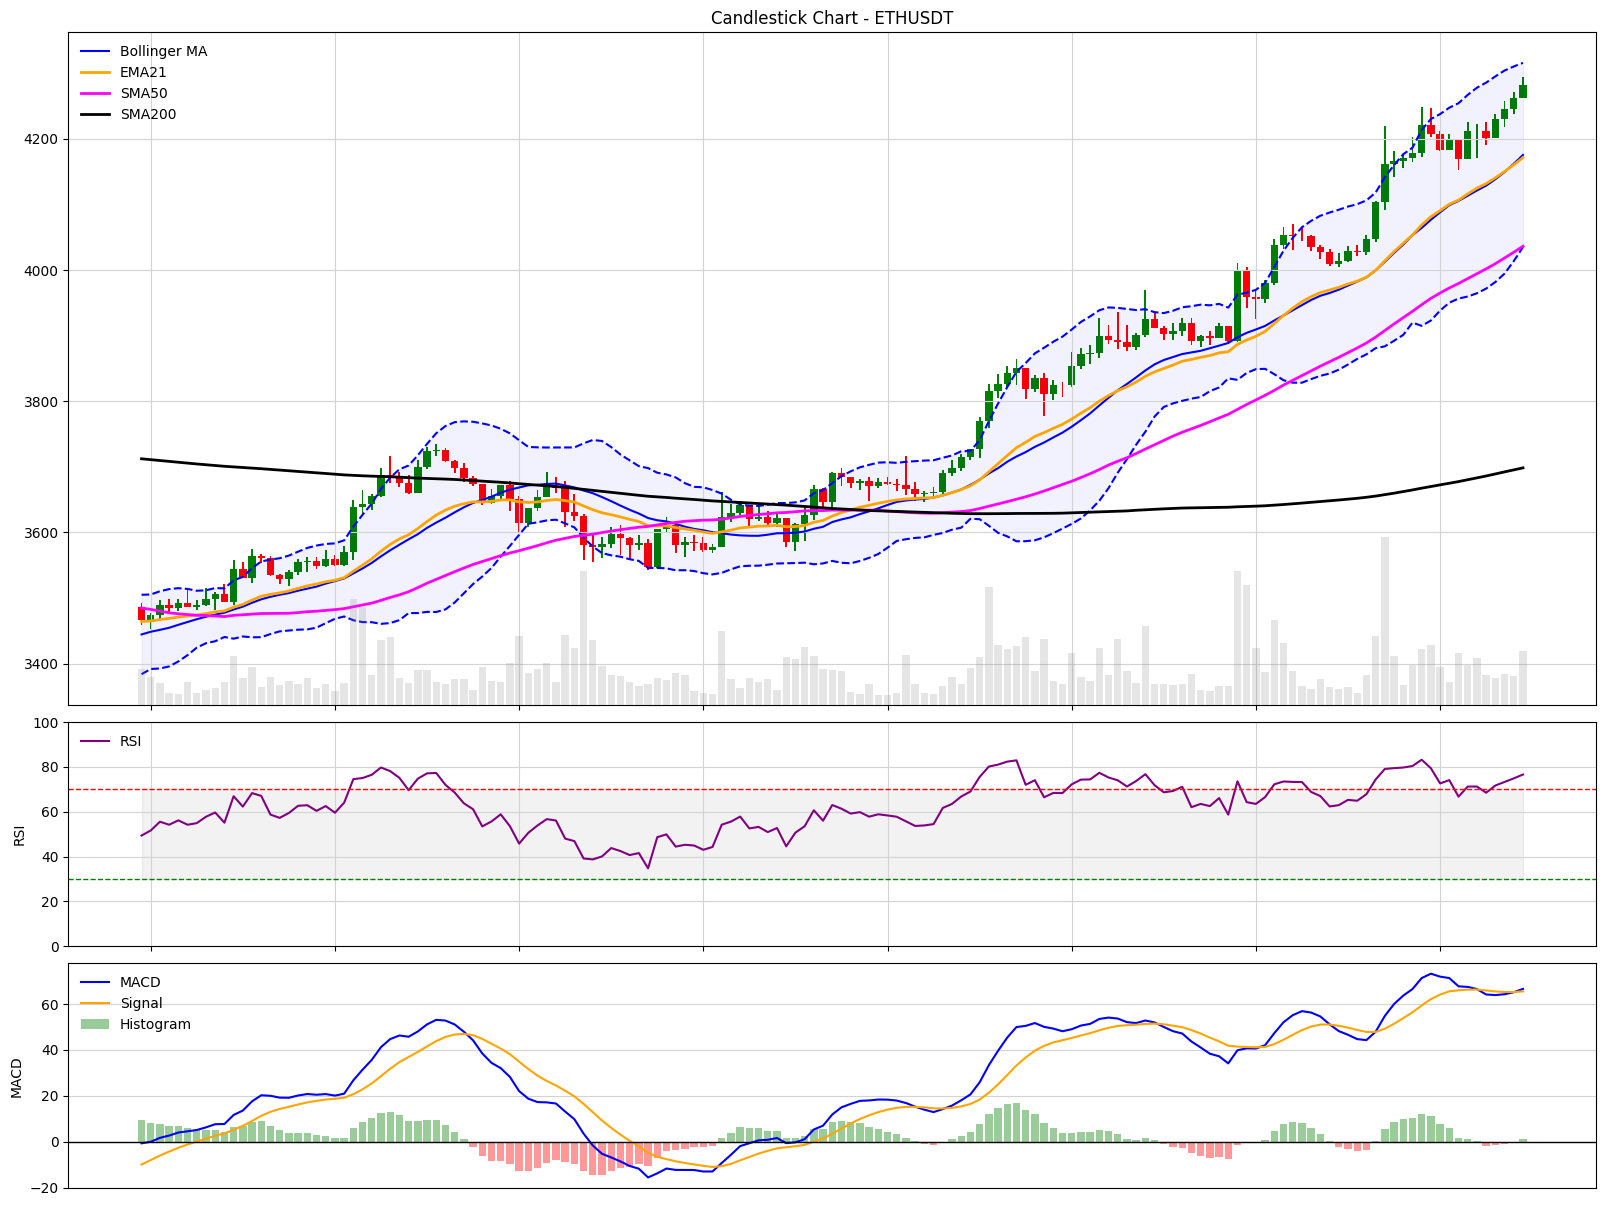 Candlestick Chart - ETHUSDT
Bollinger MA
EMA21
SMA50
SMA200
4200
4000
3800
3600
3400
100
RSI
80
60
RSI
40
20
0
MACD
60
Signal
Histogram
40
MACD
20
0
−20